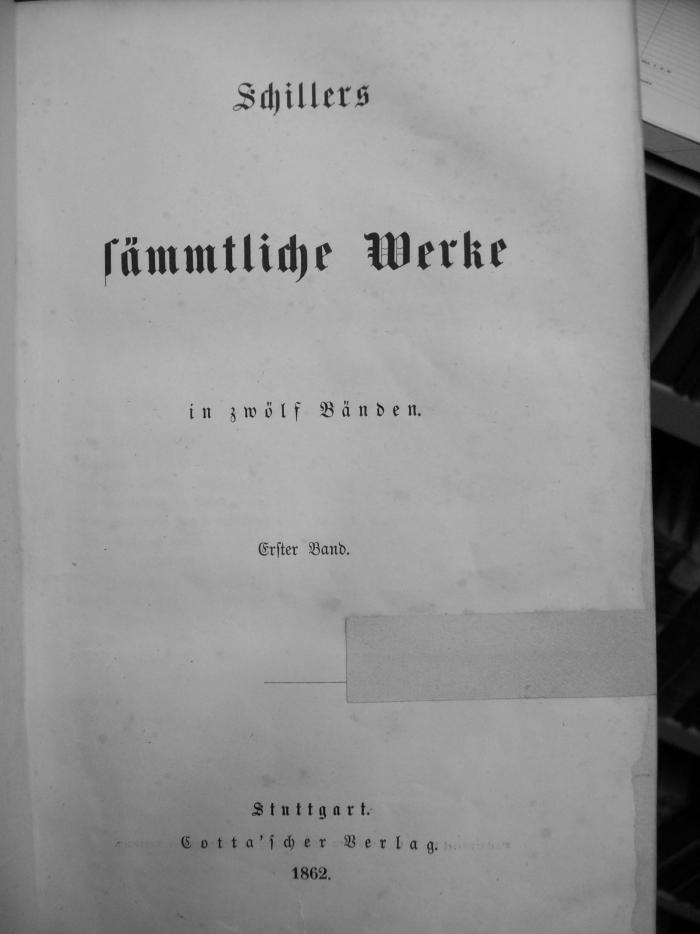 Schillers
sämmtliche Werke
in zwölf Bänden.
Erster Band.
Stuttgart.
Cotta'scher Verlag.
1862.